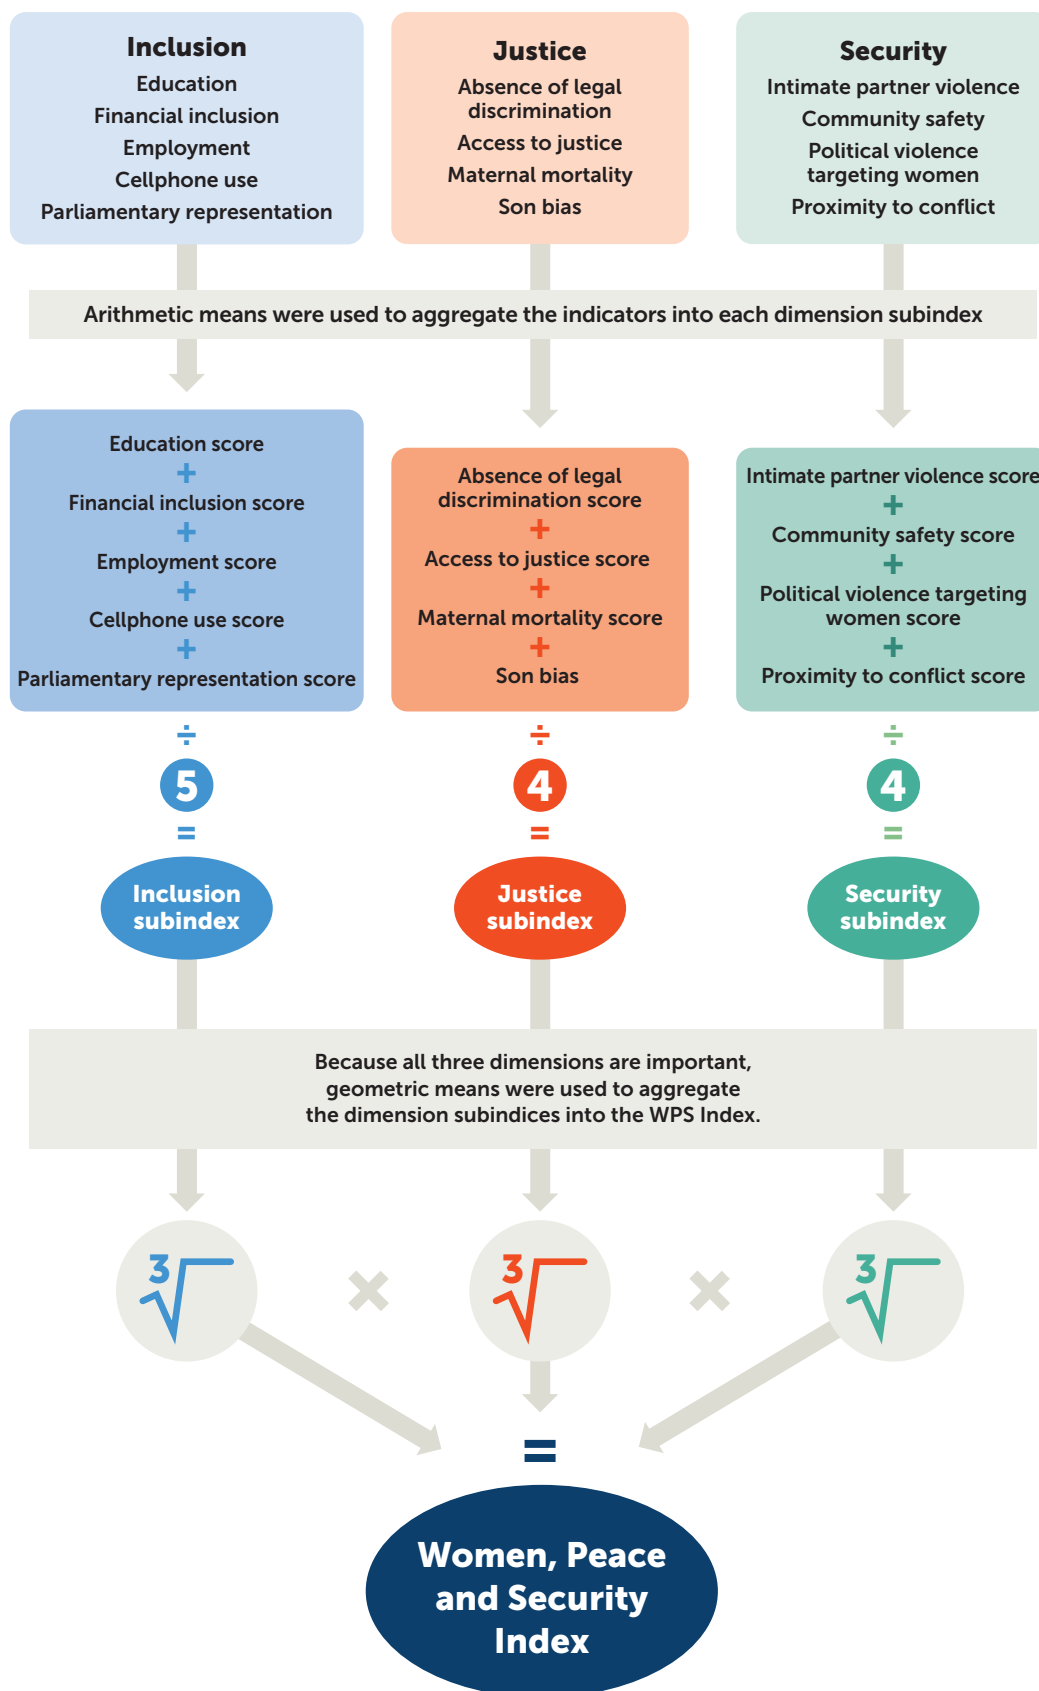 Inclusion
Education
Financial inclusion
Employment
Cellphone use
Parliamentary representation
Justice
Absence of legal
discrimination
Access to justice
Maternal mortality
Son bias
Security
Intimate partner violence
Community safety
Political violence
targeting women
Proximity to conflict
Arithmetic means were used to aggregate the indicators into each dimension subindex
Education score
+
Financial inclusion score
+
Employment score
+
Cellphone use score
+
Parliamentary representation score
÷
5
=
Inclusion
subindex
Absence of legal
discrimination score
+
Access to justice score
+
Maternal mortality score
+
Son bias
÷
4
=
Justice
subindex
Intimate partner violence score
+
Community safety score
+
Political violence targeting
women score
+
Proximity to conflict score
÷
4
=
Security
subindex
Because all three dimensions are important,
geometric means were used to aggregate
the dimension subindices into the WPS Index.
3√ × 3√ × 3√
=
Women, Peace
and Security
Index